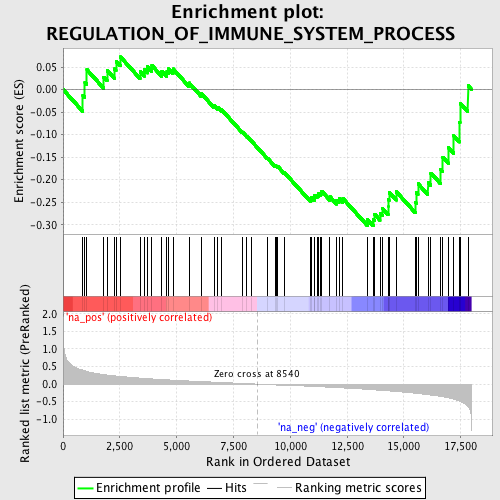 Enrichment plot:
REGULATION_OF_IMMUNE_SYSTEM_PROCESS
Enrichment score (ES)
0.05
0.00
-0.05
-0.10
-0.15
-0.20
-0.25
-0.30
'na_pos' (positively correlated)
Ranked list metric (PreRanked)
2.0
1.5
1.0
0.5
0.0
-0.5
-1.0
Zero cross at 8540
'na_neg' (negatively correlated)
0
2,500
5,000
7,500
10,000
12,500
15,000
17,500
Rank in Ordered Dataset
Enrichment profile
Hits
Ranking metric scores